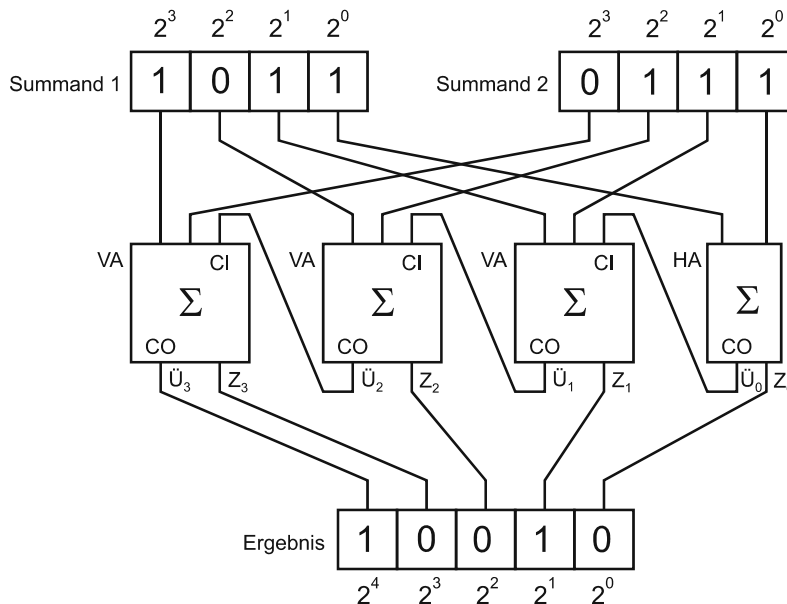 2³ 2² 2¹ 2⁰ 2³ 2² 2¹ 2⁰
Summand 1 1 0 1 1 Summand 2 0 1 1 1
VA CI VA CI VA CI HA
Σ Σ Σ Σ
CO CO CO CO
Ü₃ Z₃ Ü₂ Z₂ Ü₁ Z₁ Ü₀ Z
Ergebnis 1 0 0 1 0
2⁴ 2³ 2² 2¹ 2⁰